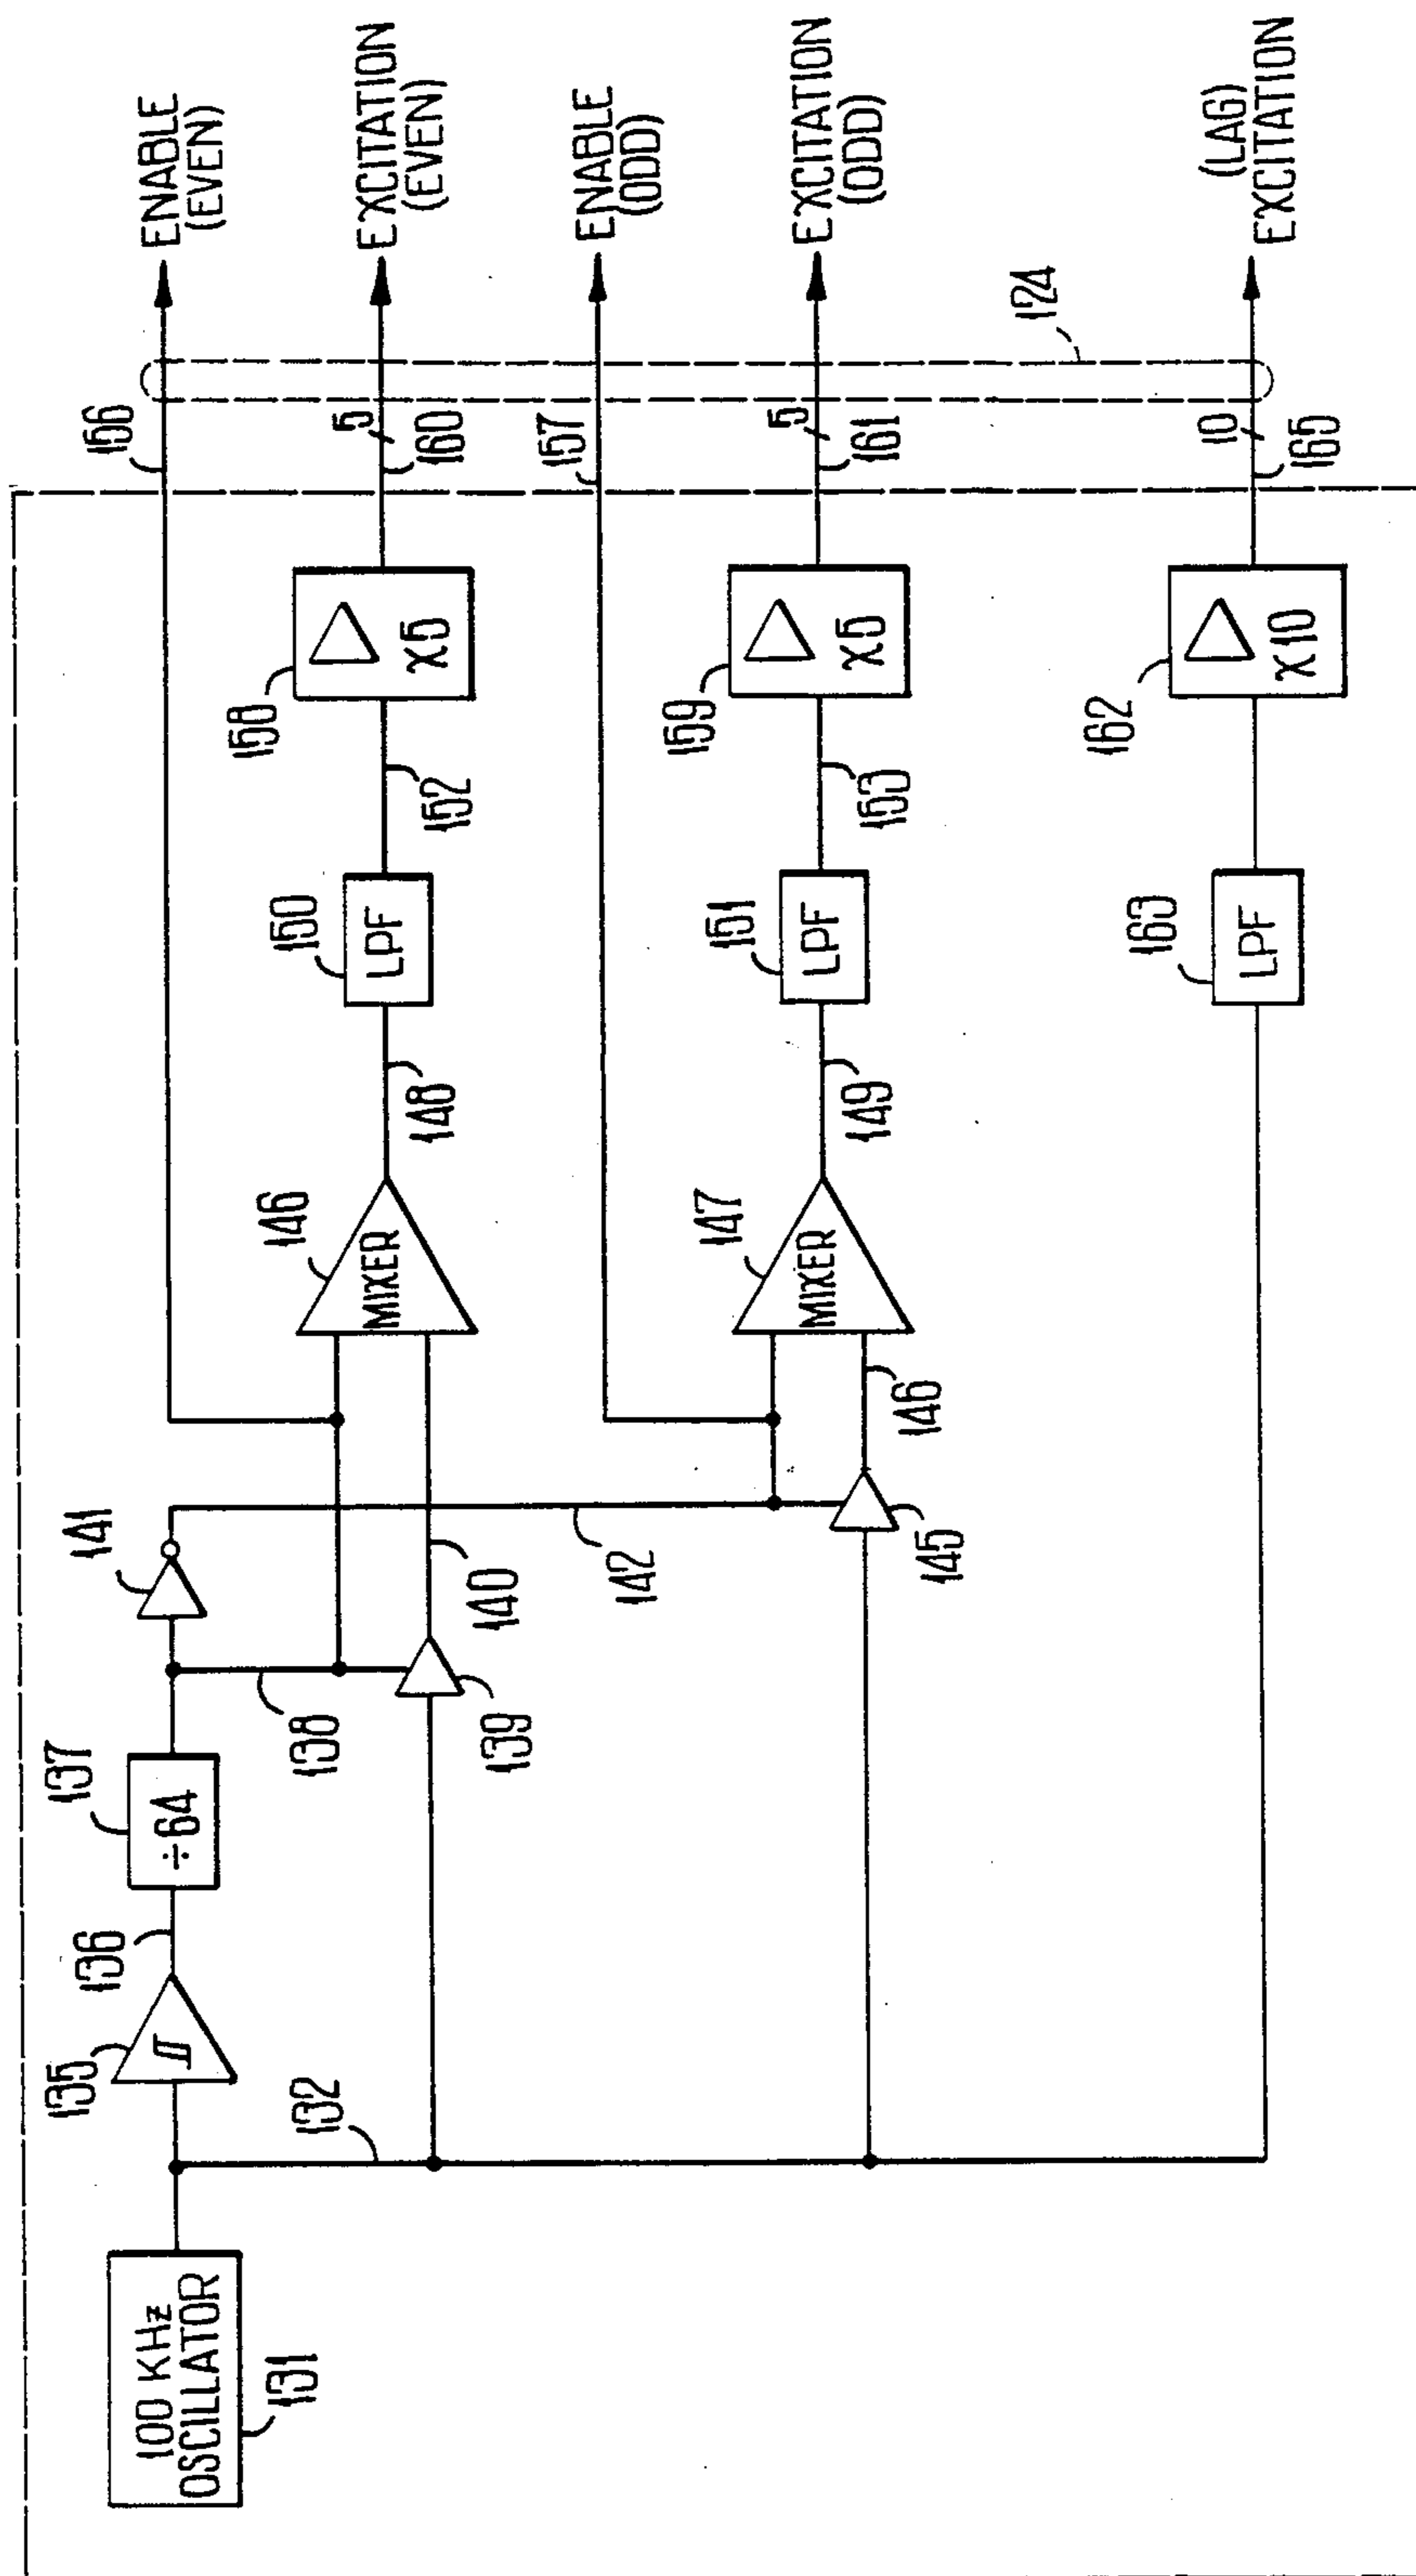 100 KHz
OSCILLATOR
131
132
135
136
÷64
137
138
139
140
141
142
145
146
MIXER
146
MIXER
147
148
149
LPF
150
LPF
151
LPF
163
152
153
X5
158
X5
159
X10
162
156
5
160
157
5
161
10
165
124
ENABLE
(EVEN)
EXCITATION
(EVEN)
ENABLE
(ODD)
EXCITATION
(ODD)
(LAG)
EXCITATION